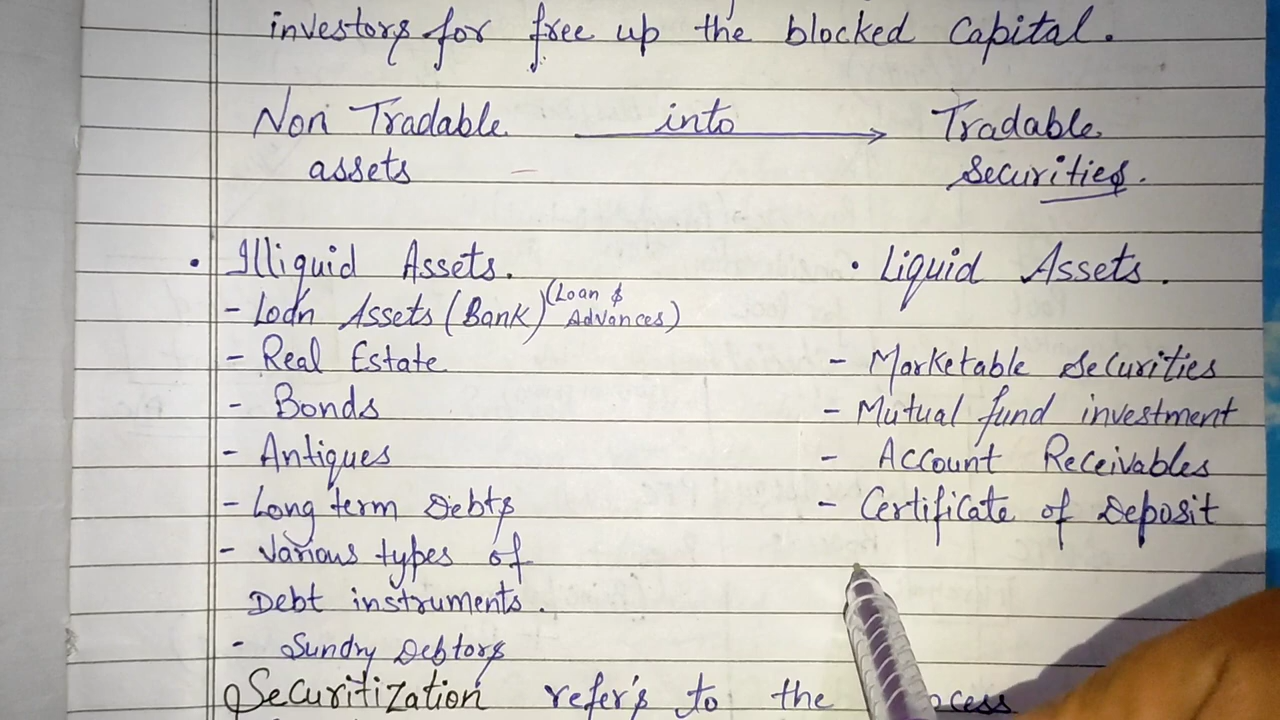 investors for free up the blocked Capital.
Non Tradable into Tradable
assets Securities.
• Illiquid Assets. • Liquid Assets.
- Loan Assets (Bank) (Loan &
Advances)
- Real Estate - Marketable Securities
- Bonds - Mutual fund investment
- Antiques - Account Receivables
- Long term Debts - Certificate of Deposit
- Various types of
Debt instruments.
- Sundry Debtors
Securitization refer's to the